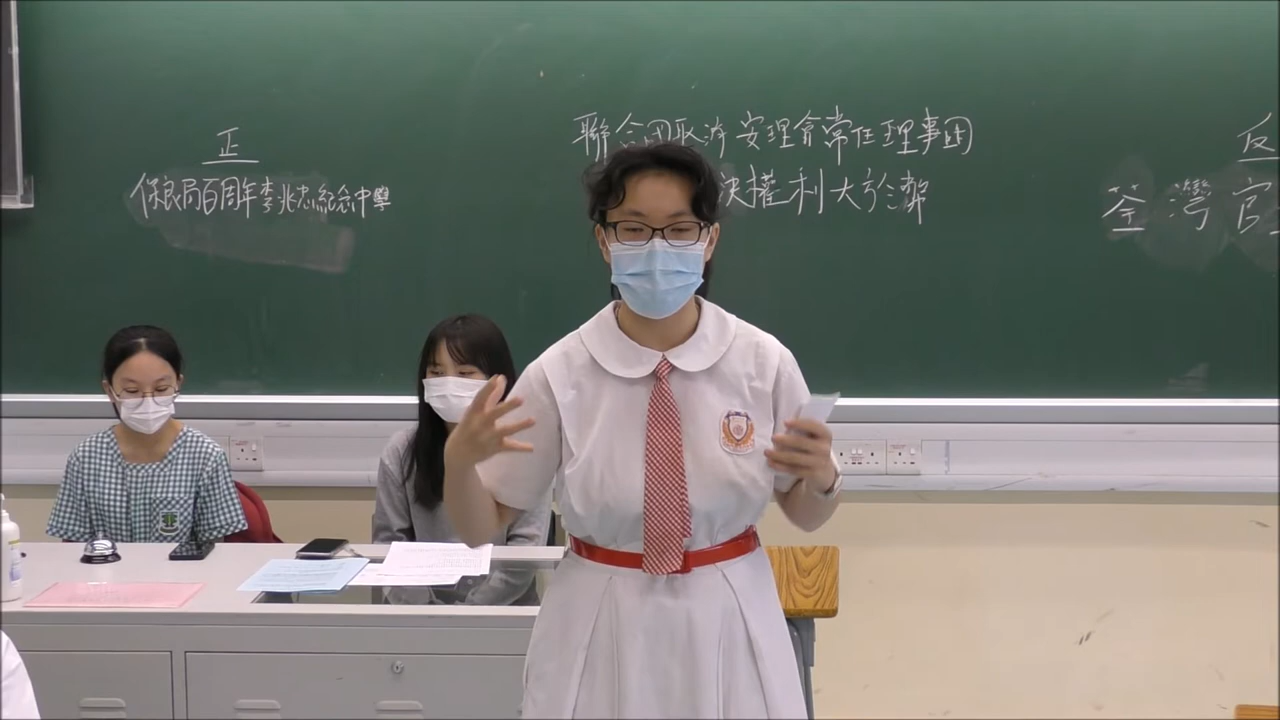 正
保良局百周年李兆忠紀念中學
聯合國取消安理會常任理事國
決權利大於弊
反
荃灣官